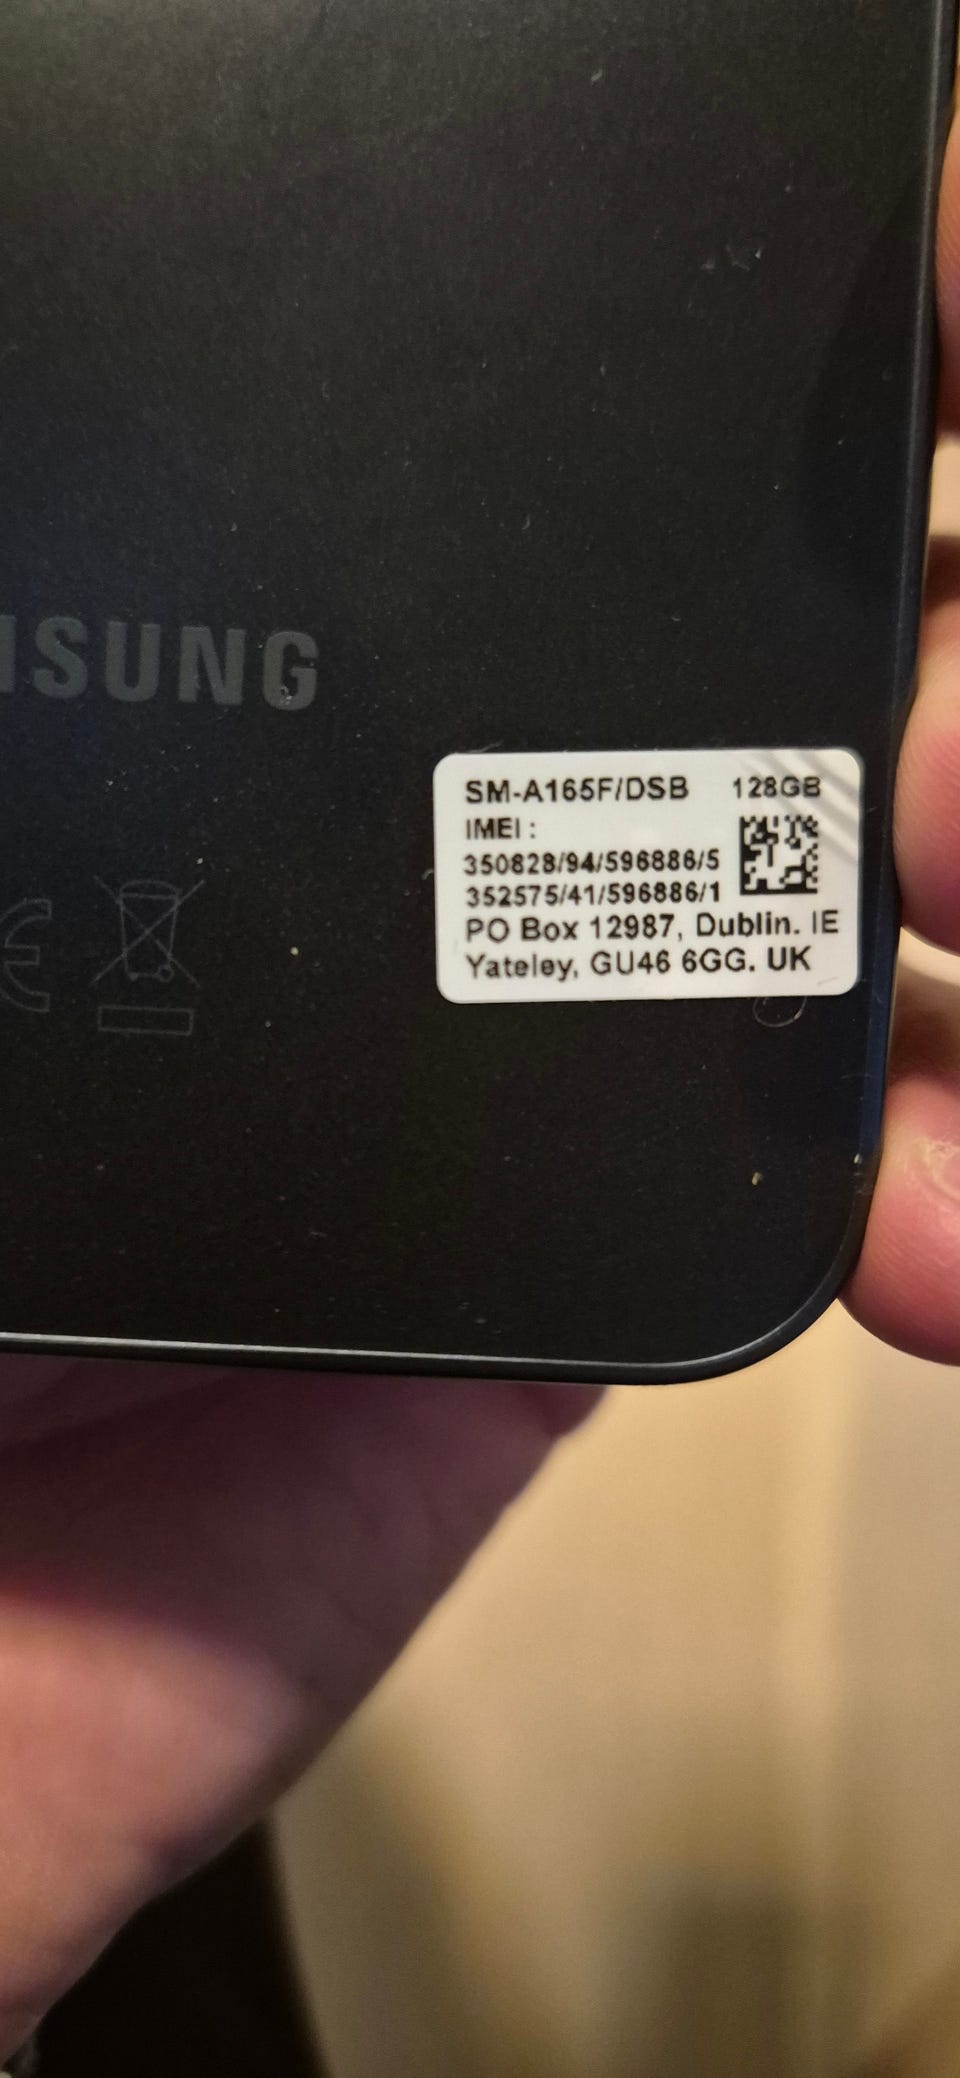 SUNG
SM-A165F/DSB 128GB
IMEI :
350828/94/596886/5
352575/41/596886/1
PO Box 12987, Dublin. IE
Yateley, GU46 6GG. UK
CE